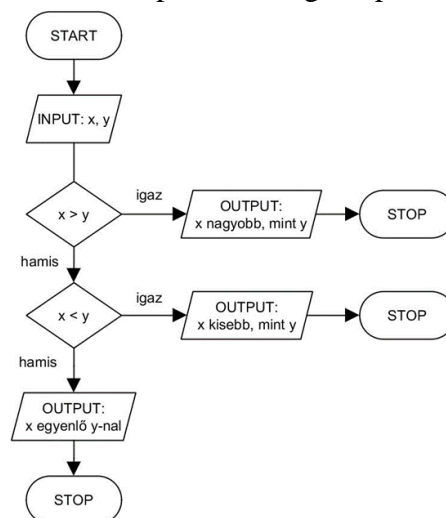 START
INPUT: x, y
x > y
igaz
OUTPUT:
x nagyobb, mint y
STOP
hamis
x < y
igaz
OUTPUT:
x kisebb, mint y
STOP
hamis
OUTPUT:
x egyenlő y-nal
STOP